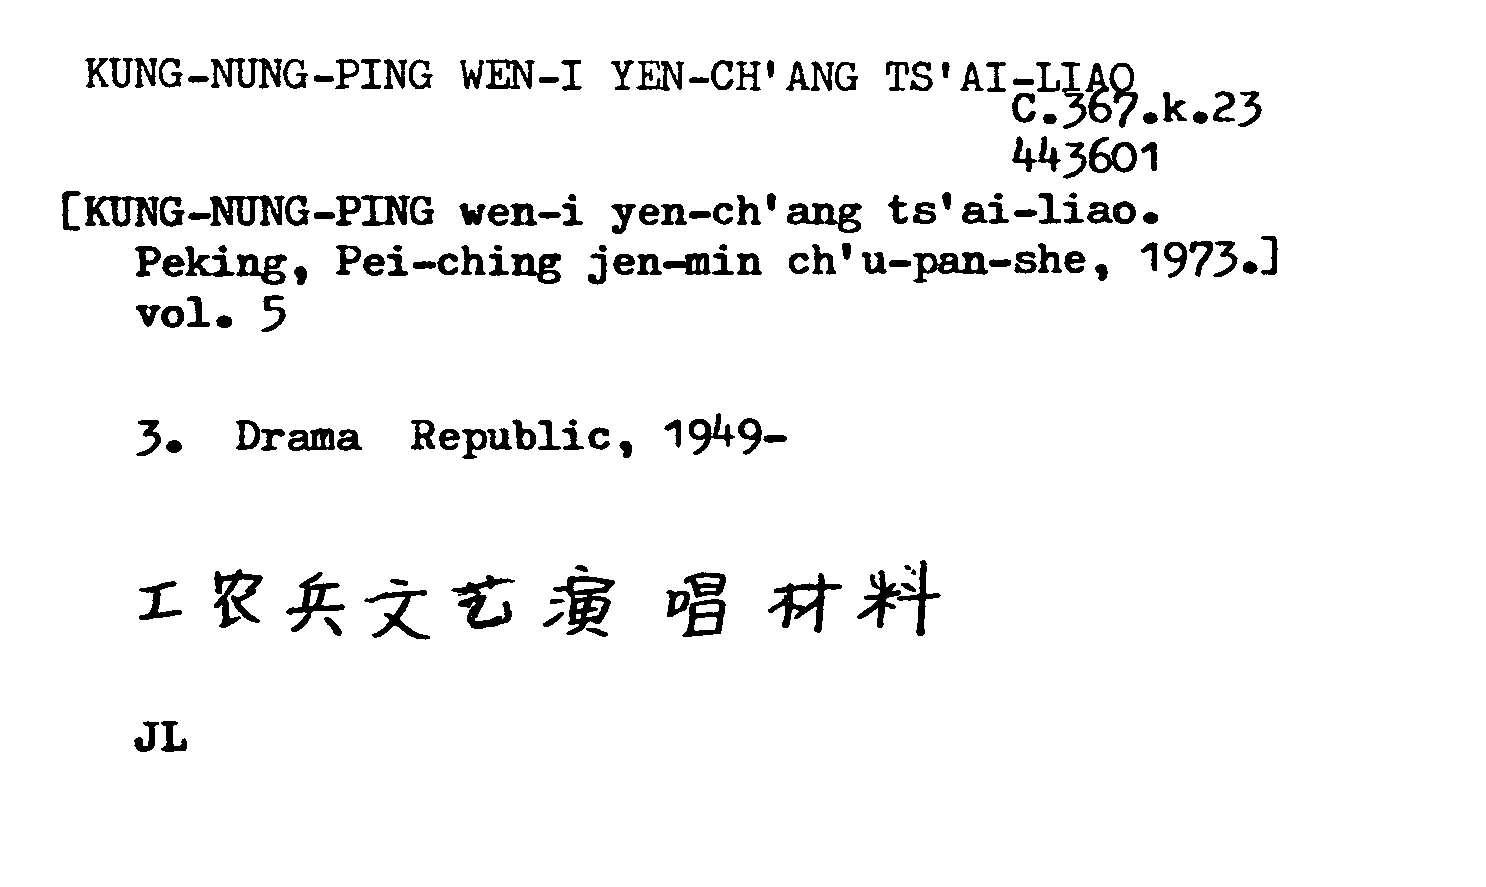 KUNG-NUNG-PING WEN-I YEN-CH'ANG TS'AI-LIAO
C.367.k.23
443601
[KUNG-NUNG-PING wen-i yen-ch'ang ts'ai-liao.
Peking, Pei-ching jen-min ch'u-pan-she, 1973.]
vol. 5
3. Drama Republic, 1949-
工农兵文艺演唱材料
JL